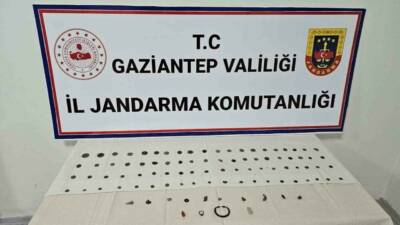 T.C
GAZİANTEP VALİLİĞİ
İL JANDARMA KOMUTANLIĞI